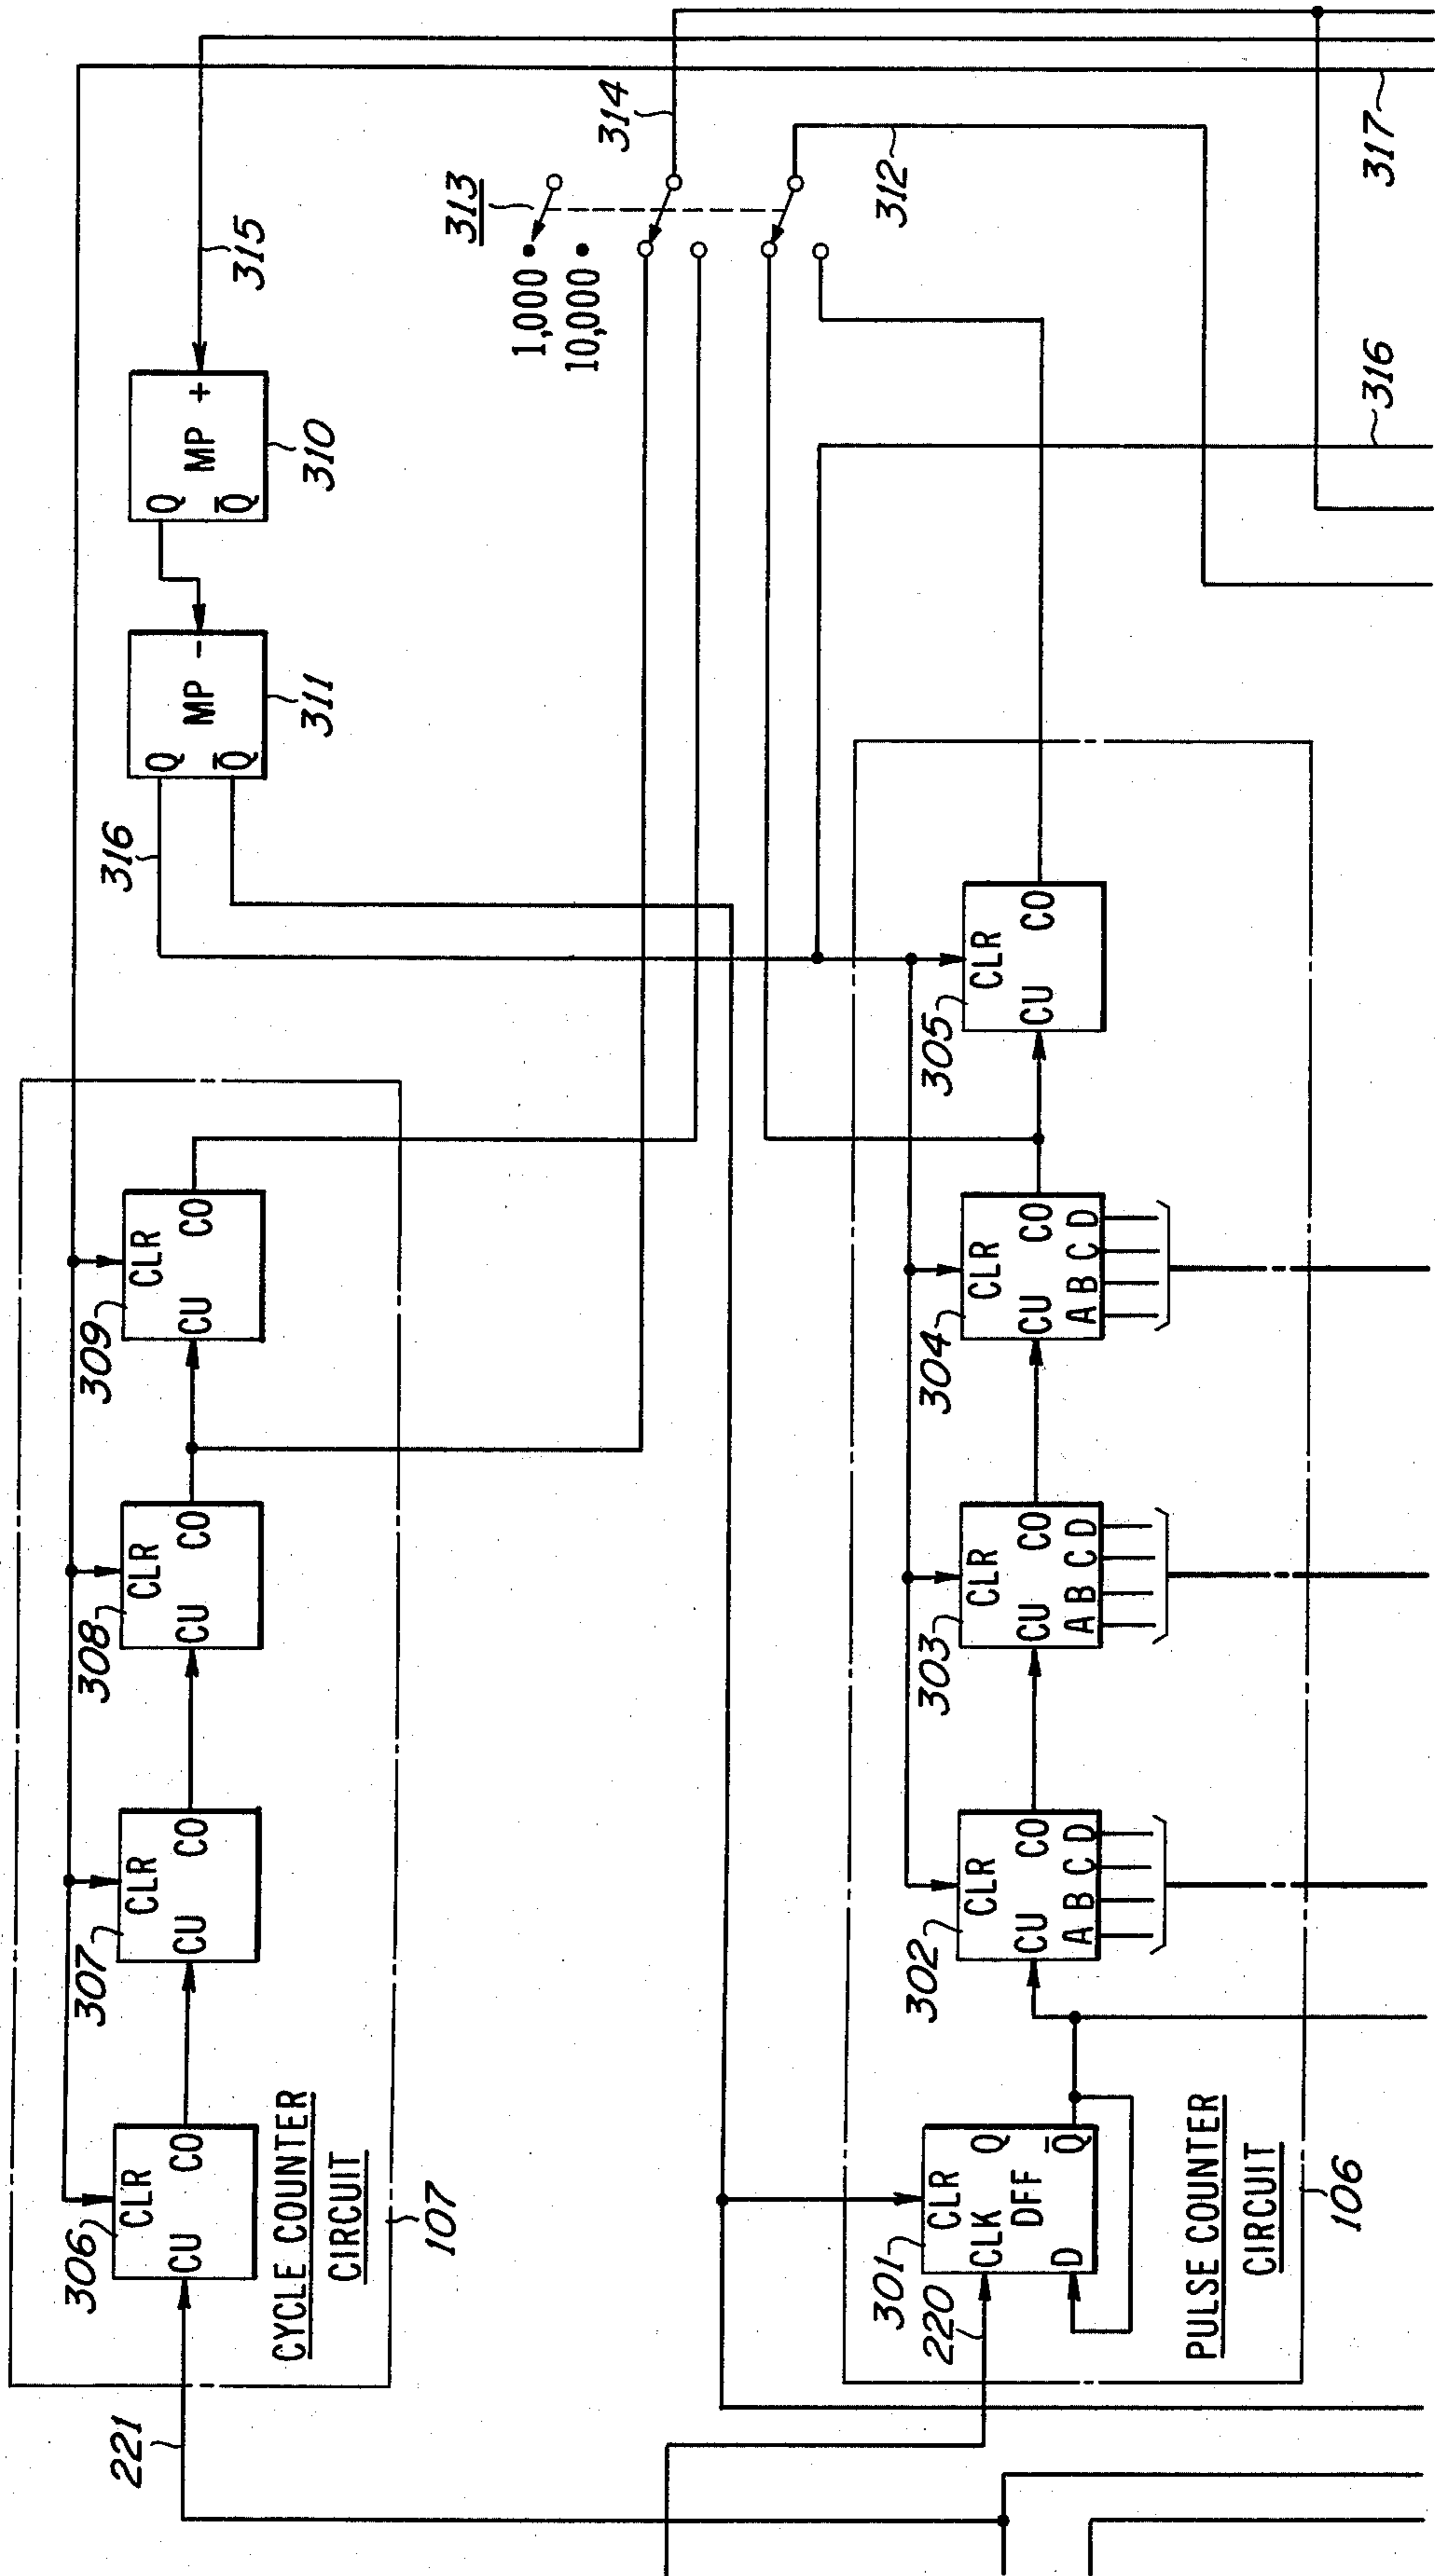 221
306
CLR
CU CO
307
CLR
CU CO
308
CLR
CU CO
309
CLR
CU CO
CYCLE COUNTER
CIRCUIT
107
316
Q
Q̅
MP -
311
Q
Q̅
MP +
310
315
313
1,000
10,000
314
312
317
316
220
301
CLR
CLK Q
DFF
D Q̅
302
CLR
CU CO
A B C D
303
CLR
CU CO
A B C D
304
CLR
CU CO
A B C D
305
CLR
CU CO
PULSE COUNTER
CIRCUIT
106